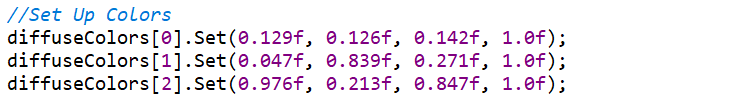 //Set Up Colors
diffuseColors[0].Set(0.129f, 0.126f, 0.142f, 1.0f);
diffuseColors[1].Set(0.047f, 0.839f, 0.271f, 1.0f);
diffuseColors[2].Set(0.976f, 0.213f, 0.847f, 1.0f);